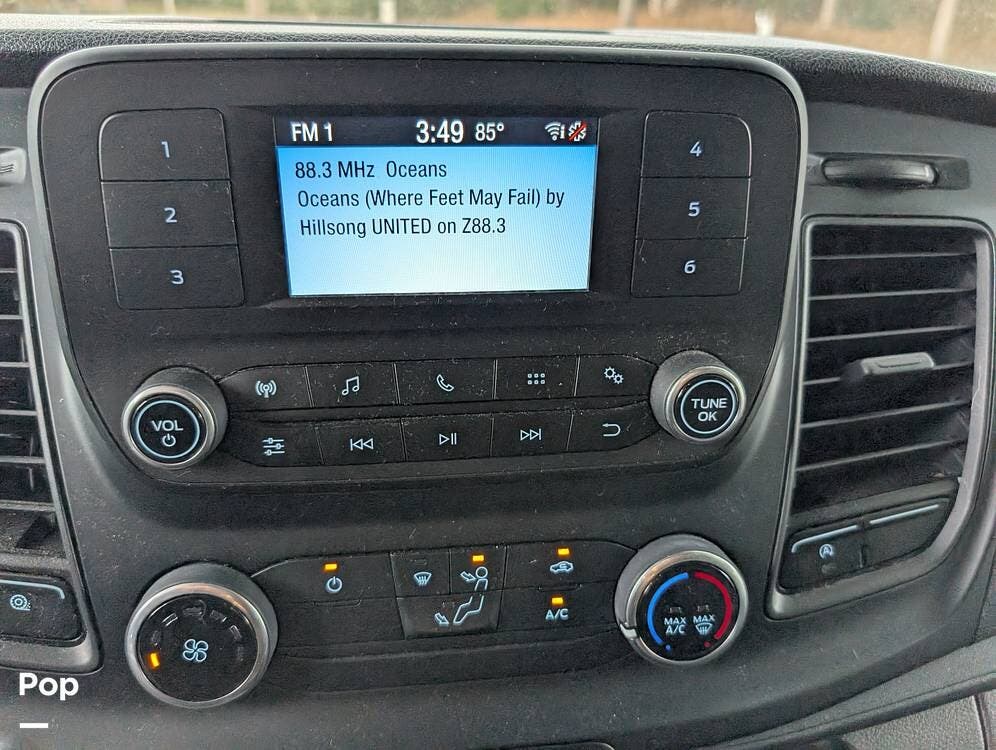 FM 1 3:49 85°
88.3 MHz Oceans
Oceans (Where Feet May Fail) by
Hillsong UNITED on Z88.3
1
2
3
4
5
6
VOL
TUNE
OK
A/C
MAX
A/C
MAX
A
Pop